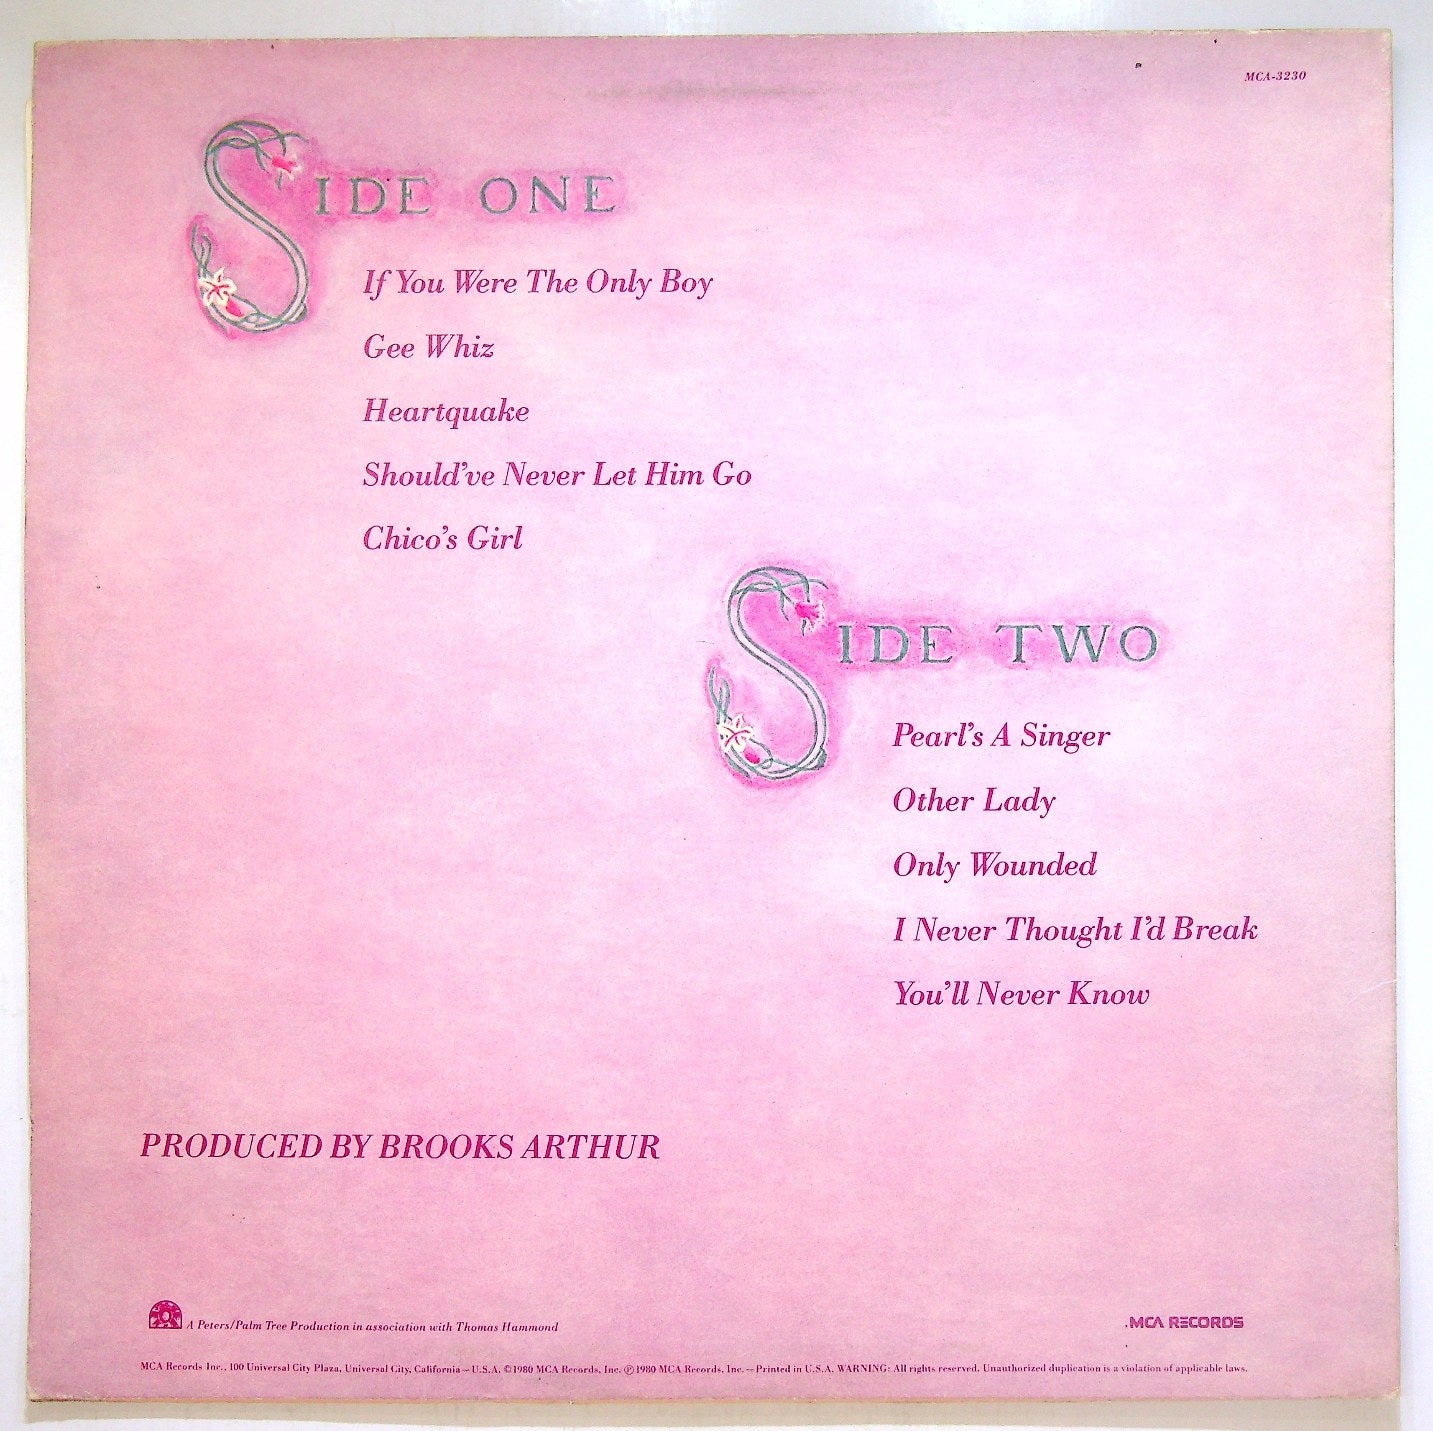 MCA-3230
SIDE ONE
If You Were The Only Boy
Gee Whiz
Heartquake
Should've Never Let Him Go
Chico's Girl
SIDE TWO
Pearl's A Singer
Other Lady
Only Wounded
I Never Thought I'd Break
You'll Never Know
PRODUCED BY BROOKS ARTHUR
A Peters/Palm Tree Production in association with Thomas Hammond
MCA RECORDS
MCA Records Inc., 100 Universal City Plaza, Universal City, California – U.S.A. ©1980 MCA Records, Inc. ℗1980 MCA Records, Inc. – Printed in U.S.A. WARNING: All rights reserved. Unauthorized duplication is a violation of applicable laws.